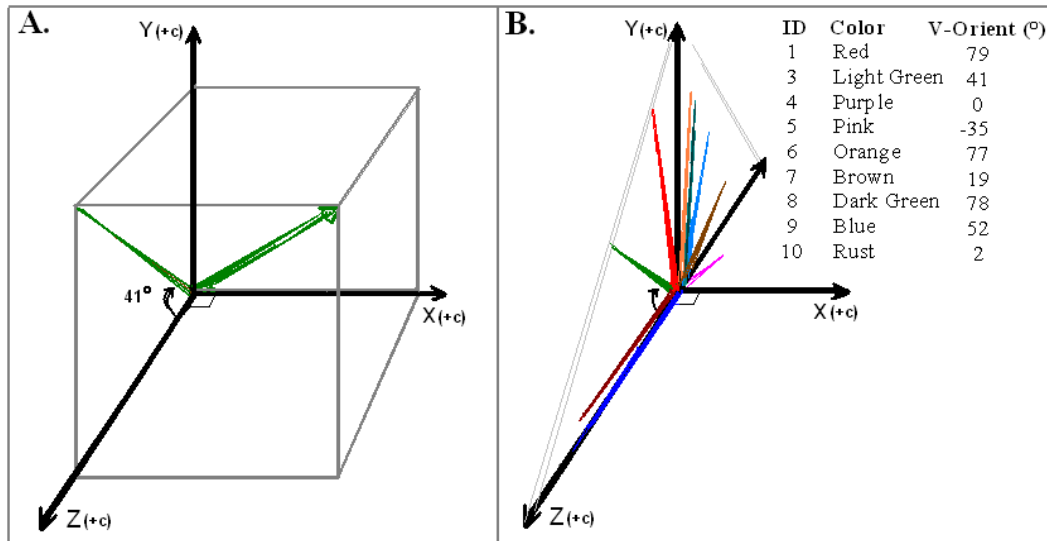 A.
Y(+c)
41°
X(+c)
Z(+c)
B.
Y(+c)
X(+c)
Z(+c)
ID Color V-Orient (°)
1 Red 79
3 Light Green 41
4 Purple 0
5 Pink -35
6 Orange 77
7 Brown 19
8 Dark Green 78
9 Blue 52
10 Rust 2